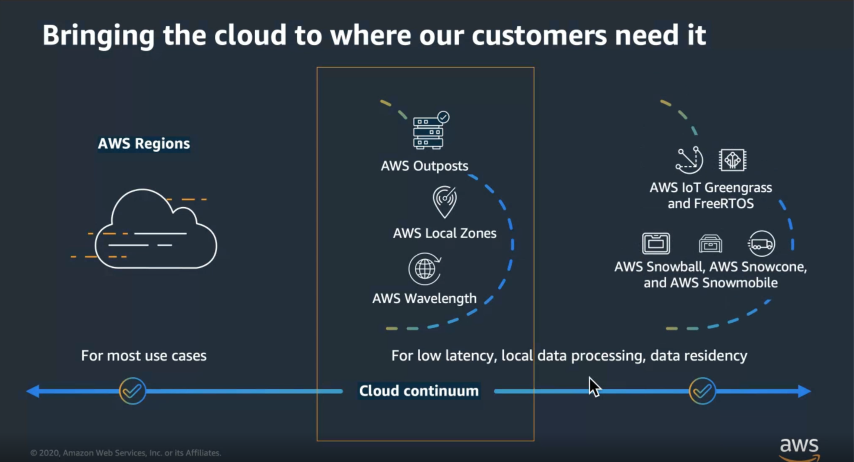 Bringing the cloud to where our customers need it
AWS Regions
For most use cases
AWS Outposts
AWS Local Zones
AWS Wavelength
AWS IoT Greengrass
and FreeRTOS
AWS Snowball, AWS Snowcone,
and AWS Snowmobile
For low latency, local data processing, data residency
Cloud continuum
© 2020, Amazon Web Services, Inc. or its Affiliates.
aws